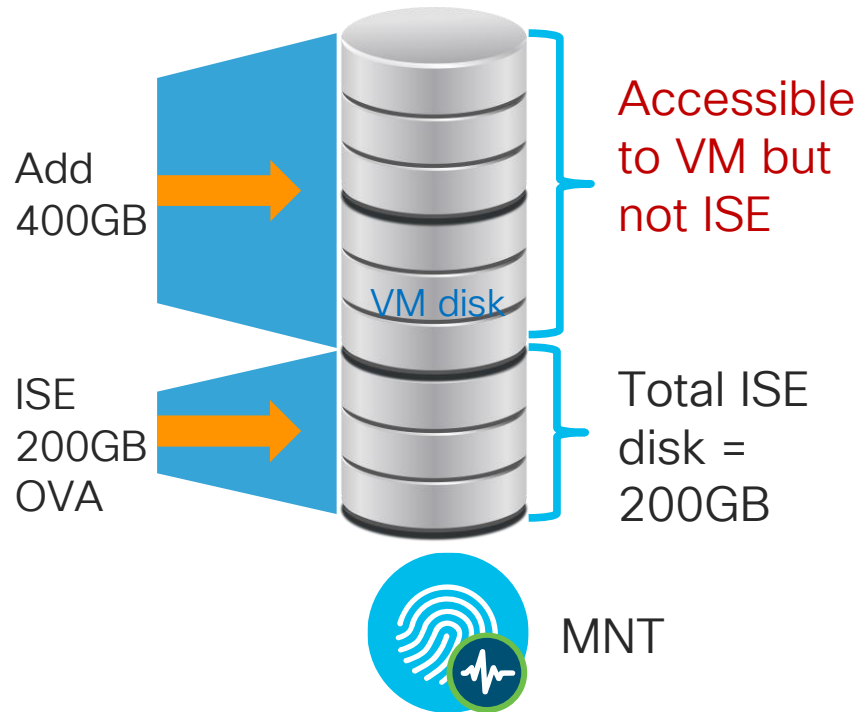 Add
400GB
Accessible
to VM but
not ISE
VM disk
ISE
200GB
OVA
Total ISE
disk =
200GB
MNT